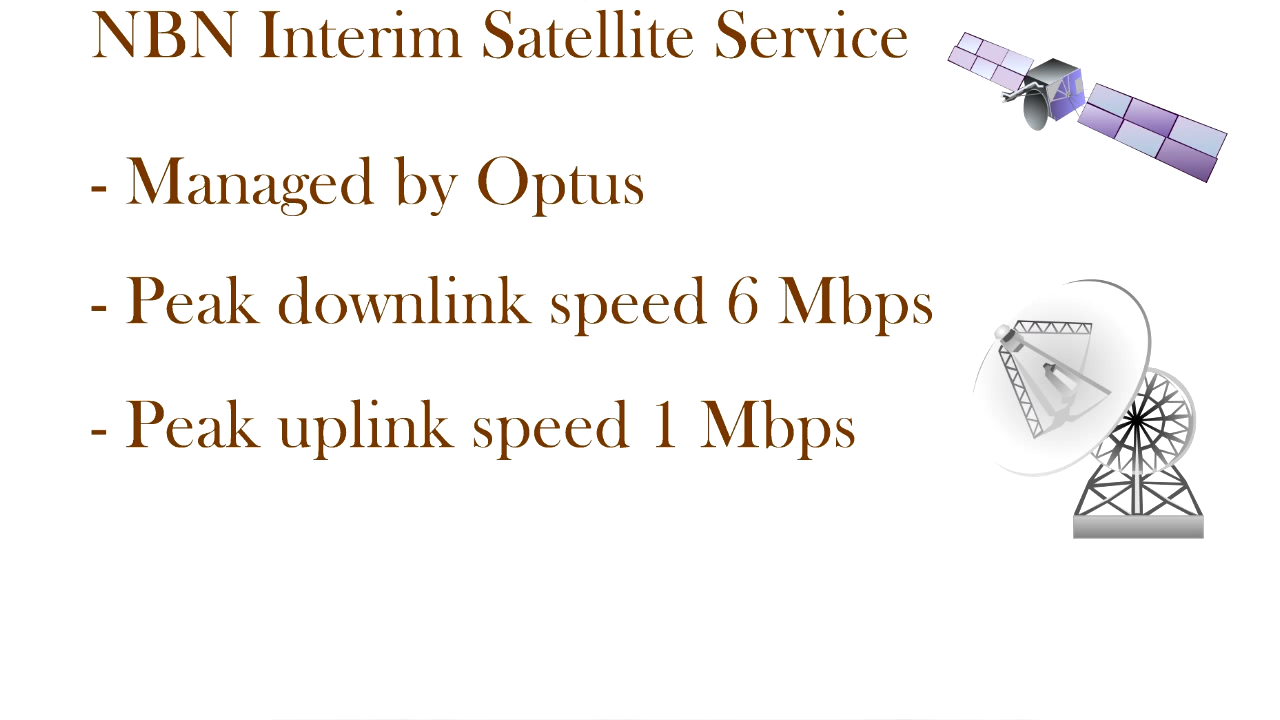 NBN Interim Satellite Service
- Managed by Optus
- Peak downlink speed 6 Mbps
- Peak uplink speed 1 Mbps